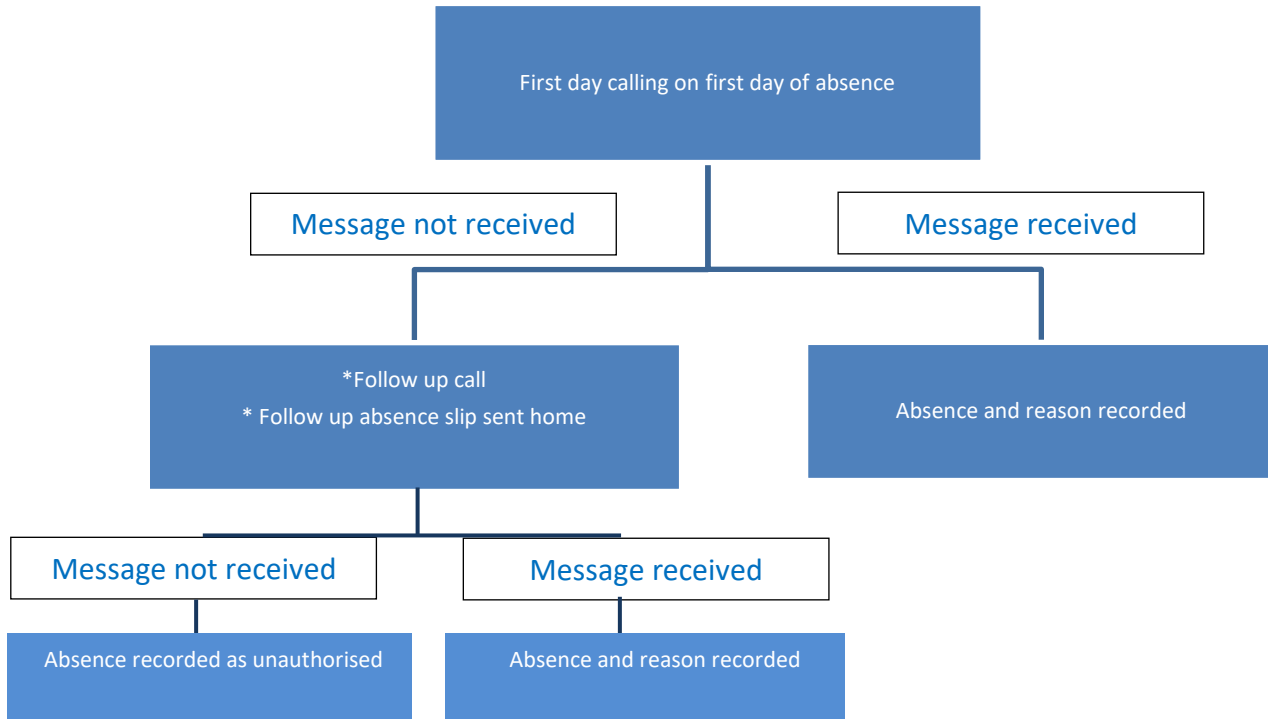 First day calling on first day of absence
Message not received
Message received
*Follow up call
* Follow up absence slip sent home
Absence and reason recorded
Message not received
Message received
Absence recorded as unauthorised
Absence and reason recorded